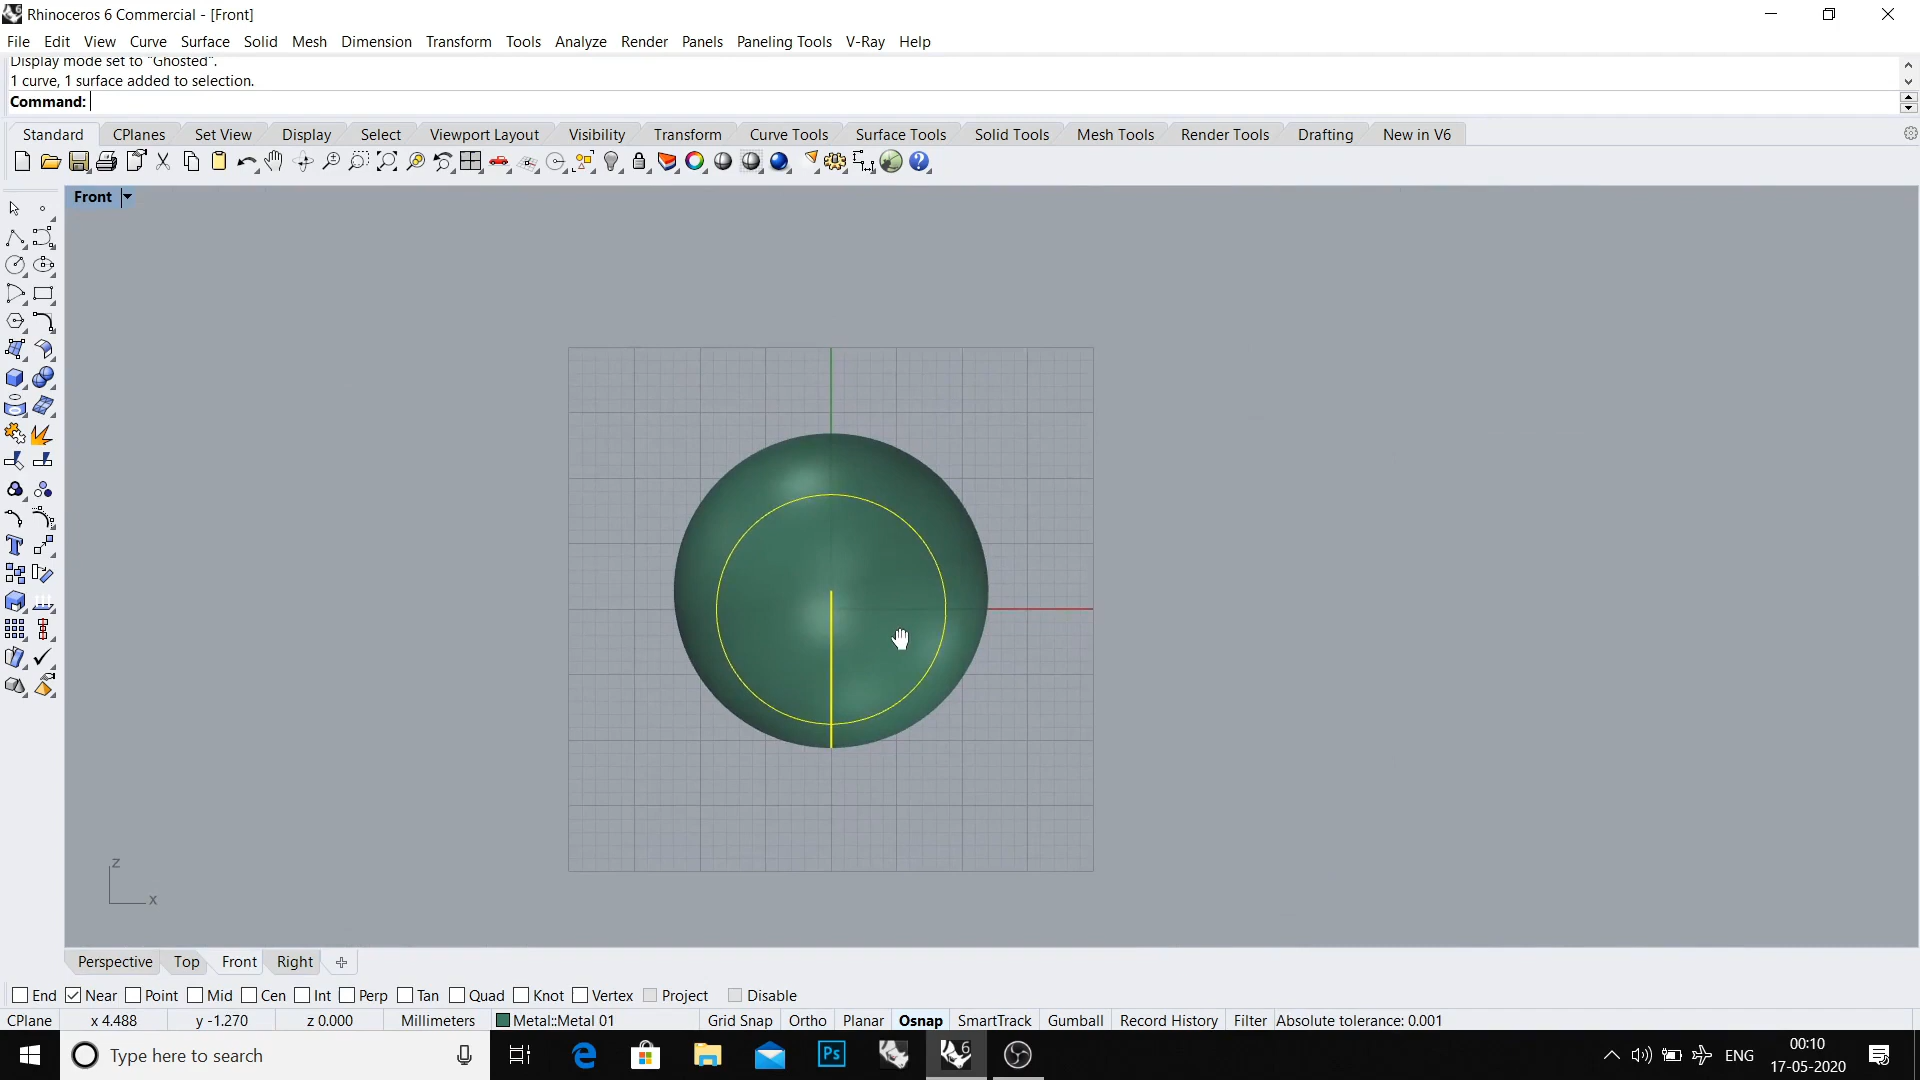 Rhinoceros 6 Commercial - [Front]
File Edit View Curve Surface Solid Mesh Dimension Transform Tools Analyze Render Panels Paneling Tools V-Ray Help
Display mode set to "Ghosted".
1 curve, 1 surface added to selection.
Command:
Standard CPlanes Set View Display Select Viewport Layout Visibility Transform Curve Tools Surface Tools Solid Tools Mesh Tools Render Tools Drafting New in V6
Front
z
x
Perspective Top Front Right
End Near Point Mid Cen Int Perp Tan Quad Knot Vertex Project Disable
CPlane x 4.488 y -1.270 z 0.000 Millimeters Metal::Metal 01 Grid Snap Ortho Planar Osnap SmartTrack Gumball Record History Filter Absolute tolerance: 0.001
Type here to search Ps 6 ENG 00:10
17-05-2020